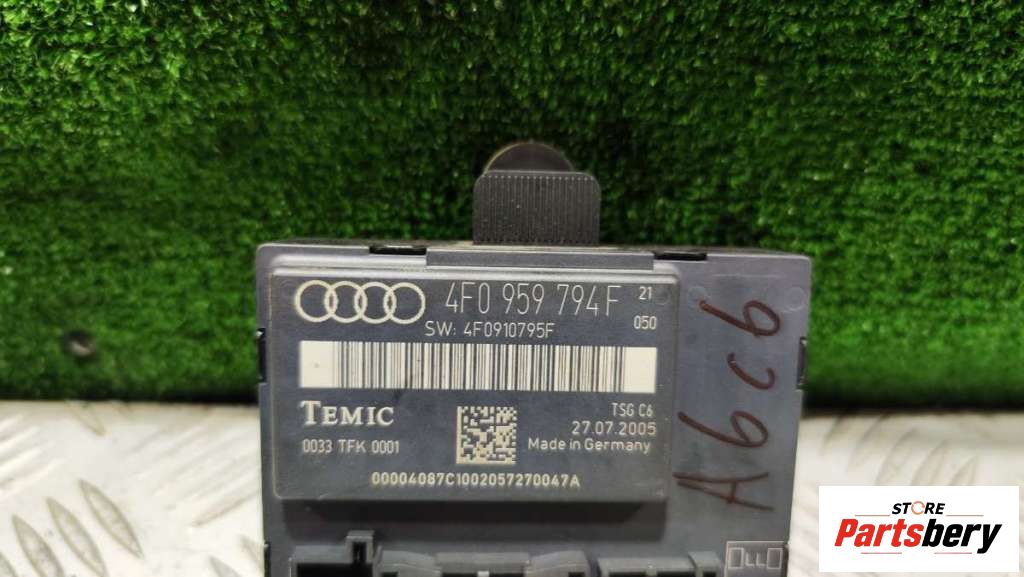 4F0 959 794 F 21
SW: 4F0910795F 050
TEMIC
0033 TFK 0001
TSG C6
27.07.2005
Made in Germany
00004087C1002057270047A
A6c6
STORE
Partsbery